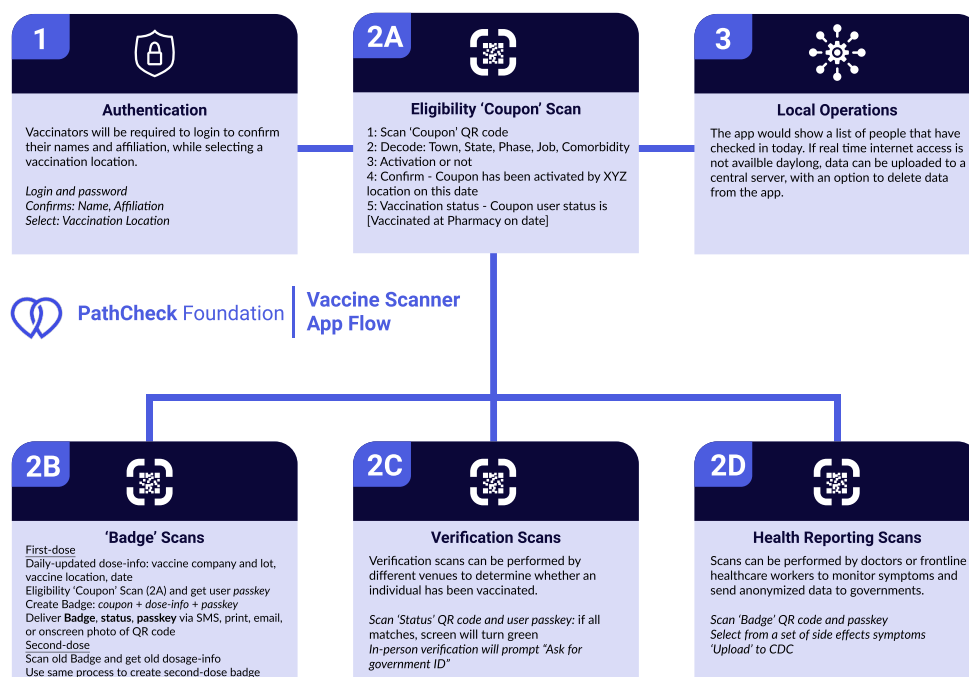 1
Authentication
Vaccinators will be required to login to confirm
their names and affiliation, while selecting a
vaccination location.
Login and password
Confirms: Name, Affiliation
Select: Vaccination Location
2A
Eligibility ‘Coupon’ Scan
1: Scan ‘Coupon’ QR code
2: Decode: Town, State, Phase, Job, Comorbidity
3: Activation or not
4: Confirm - Coupon has been activated by XYZ
location on this date
5: Vaccination status - Coupon user status is
[Vaccinated at Pharmacy on date]
3
Local Operations
The app would show a list of people that have
checked in today. If real time internet access is
not availble daylong, data can be uploaded to a
central server, with an option to delete data
from the app.
PathCheck Foundation
Vaccine Scanner
App Flow
2B
‘Badge’ Scans
First-dose
Daily-updated dose-info: vaccine company and lot,
vaccine location, date
Eligibility ‘Coupon’ Scan (2A) and get user passkey
Create Badge: coupon + dose-info + passkey
Deliver Badge, status, passkey via SMS, print, email,
or onscreen photo of QR code
Second-dose
Scan old Badge and get old dosage-info
Use same process to create second-dose badge
2C
Verification Scans
Verification scans can be performed by
different venues to determine whether an
individual has been vaccinated.
Scan ‘Status’ QR code and user passkey: if all
matches, screen will turn green
In-person verification will prompt “Ask for
government ID”
2D
Health Reporting Scans
Scans can be performed by doctors or frontline
healthcare workers to monitor symptoms and
send anonymized data to governments.
Scan ‘Badge’ QR code and passkey
Select from a set of side effects symptoms
‘Upload’ to CDC